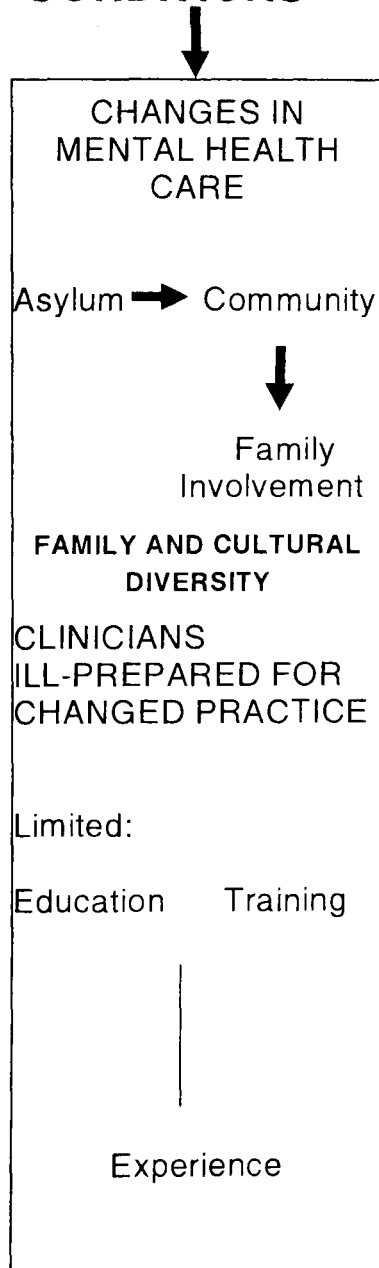 CHANGES IN
MENTAL HEALTH
CARE
Asylum → Community
Family
Involvement
FAMILY AND CULTURAL
DIVERSITY
CLINICIANS
ILL-PREPARED FOR
CHANGED PRACTICE
Limited:
Education Training
Experience